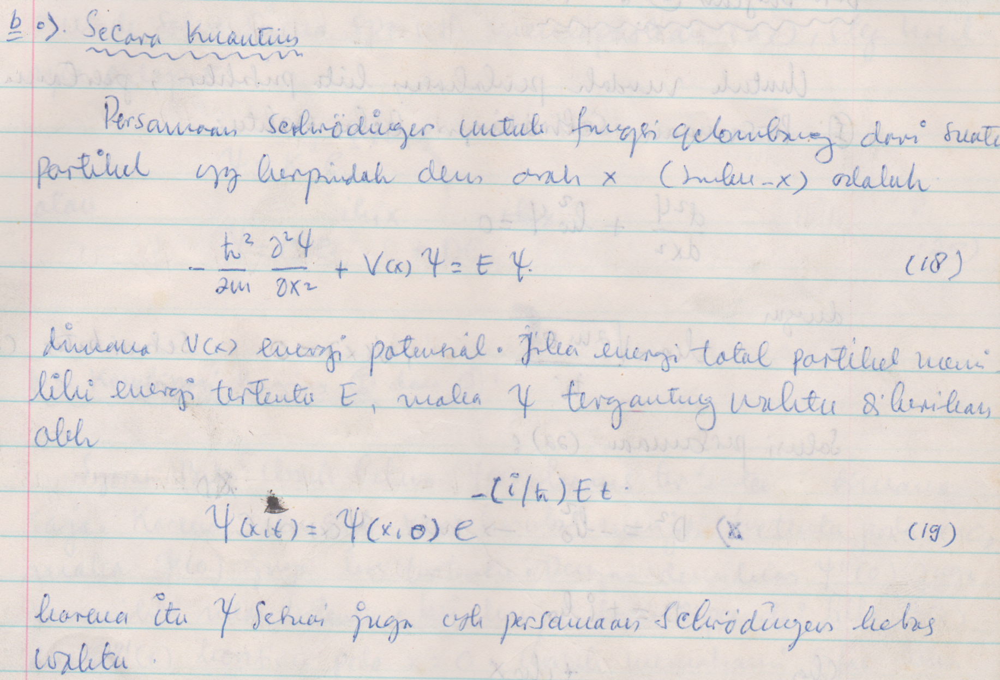 b •). Secara Kuantum
Persamaan schrödinger untuk fungsi gelombang dari suatu
partikel yg berpindah dlm arah x (sumbu-x) adalah
- ħ²/2m ∂²Ψ/∂x² + V(x) Ψ = E Ψ. (18)
dimana V(x) energi potensial. Jika energi total partikel memi
liki energi tertentu E, maka Ψ tergantung waktu diberikan
oleh
Ψ(x,t) = Ψ(x,0) e^-(i/ħ)Et. (19)
karena itu Ψ sesuai juga utk persamaan Schrödinger bebas
waktu.